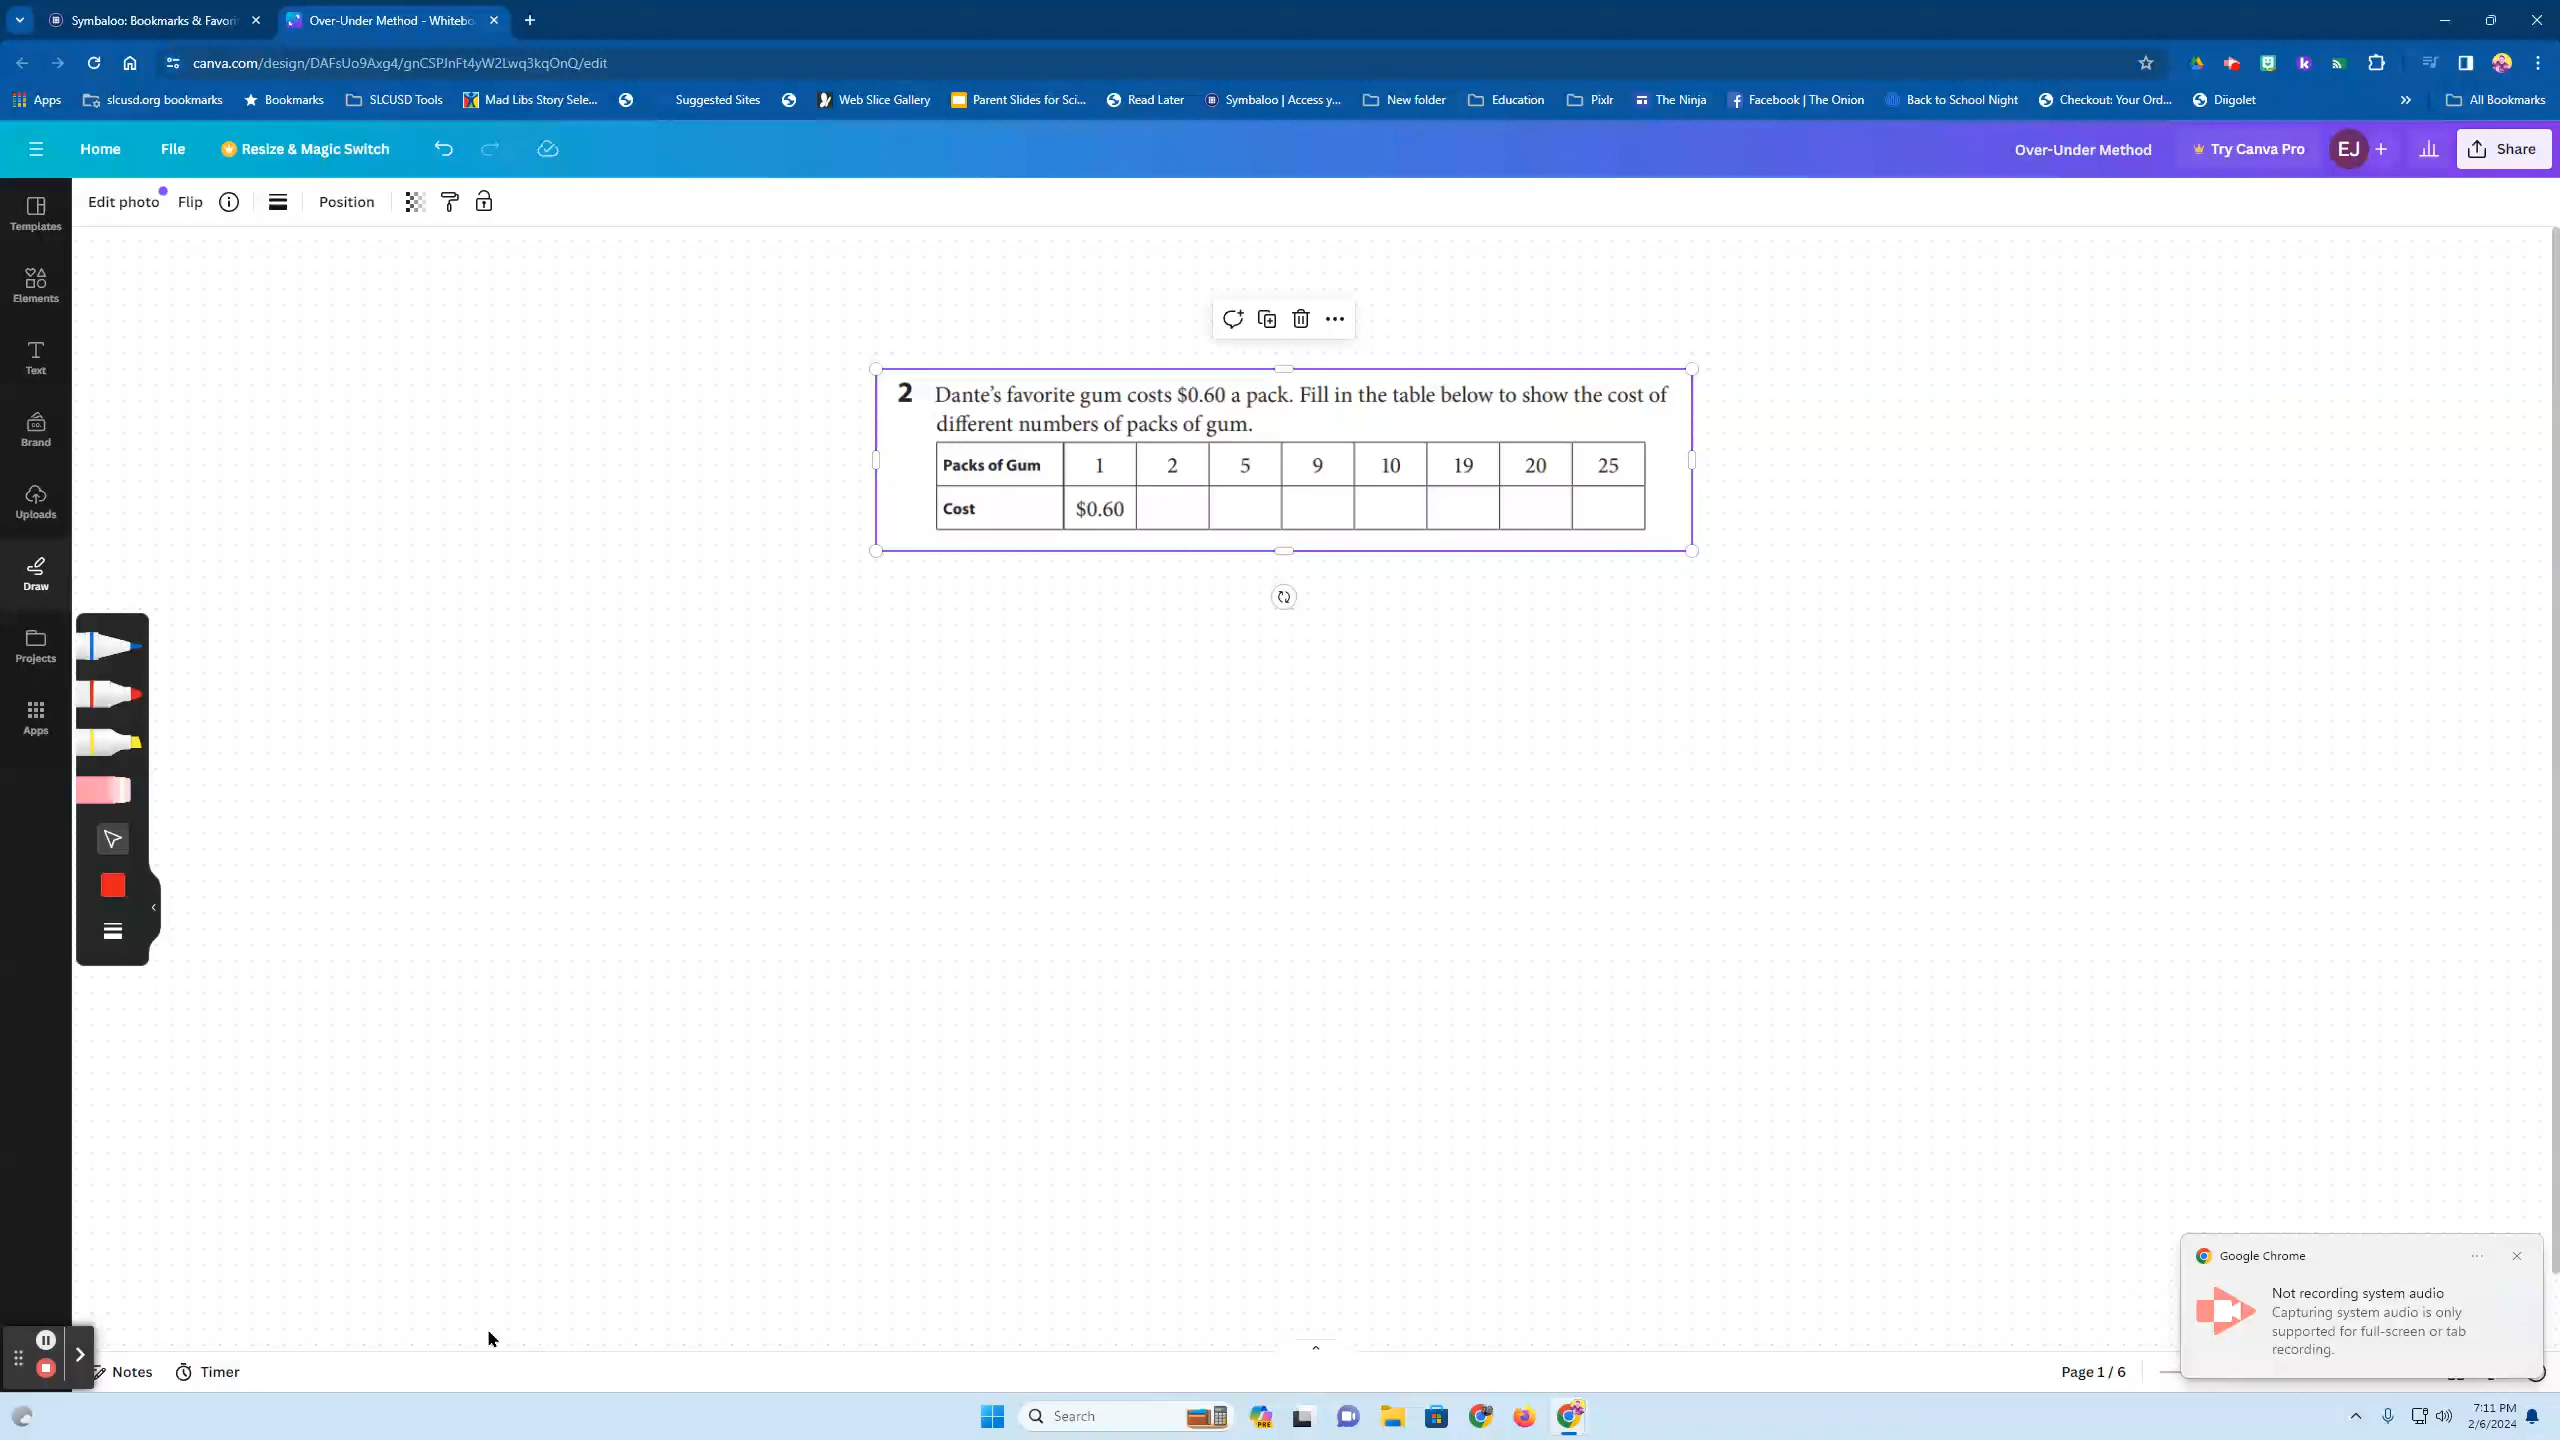 Symbaloo: Bookmarks & Favori
Over-Under Method - Whitebo
canva.com/design/DAFsUo9Axg4/gnCSPJnFt4yW2Lwq3kqOnQ/edit
Apps slcusd.org bookmarks Bookmarks SLCUSD Tools Mad Libs Story Sele... Suggested Sites Web Slice Gallery Parent Slides for Sci... Read Later Symbaloo | Access y... New folder Education Pixlr The Ninja Facebook | The Onion Back to School Night Checkout: Your Ord... Diigolet » All Bookmarks
Home File Resize & Magic Switch Over-Under Method Try Canva Pro EJ + Share
Edit photo Flip Position
Templates
Elements
Text
Brand
Uploads
Draw
Projects
Apps
2 Dante's favorite gum costs $0.60 a pack. Fill in the table below to show the cost of
different numbers of packs of gum.
Packs of Gum 1 2 5 9 10 19 20 25
Cost $0.60
Google Chrome
Not recording system audio
Capturing system audio is only
supported for full-screen or tab
recording.
Notes Timer Page 1 / 6
Search
PRE
7:11 PM
2/6/2024